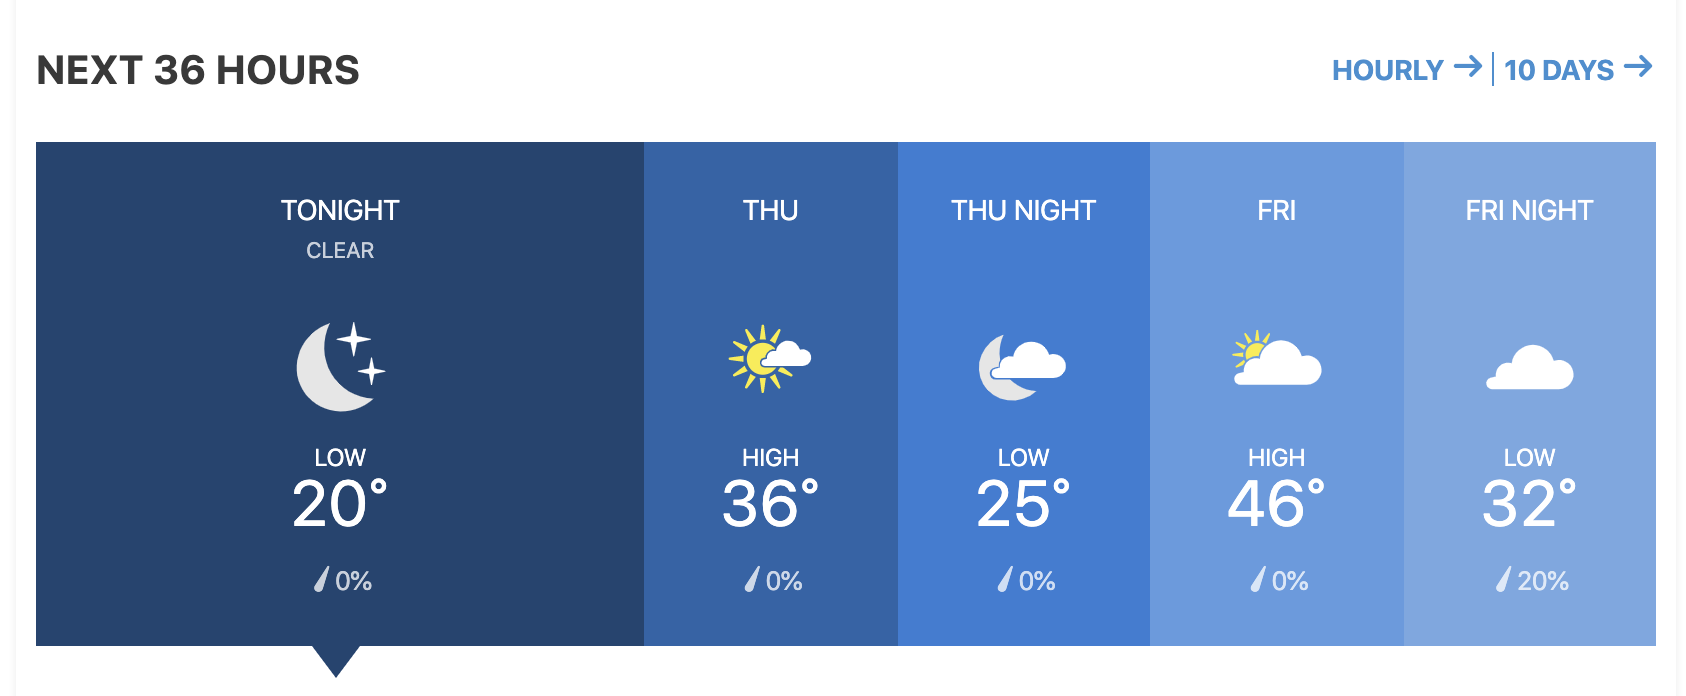 NEXT 36 HOURS
HOURLY → | 10 DAYS →
TONIGHT
CLEAR
LOW
20°
0%
THU
HIGH
36°
0%
THU NIGHT
LOW
25°
0%
FRI
HIGH
46°
0%
FRI NIGHT
LOW
32°
20%